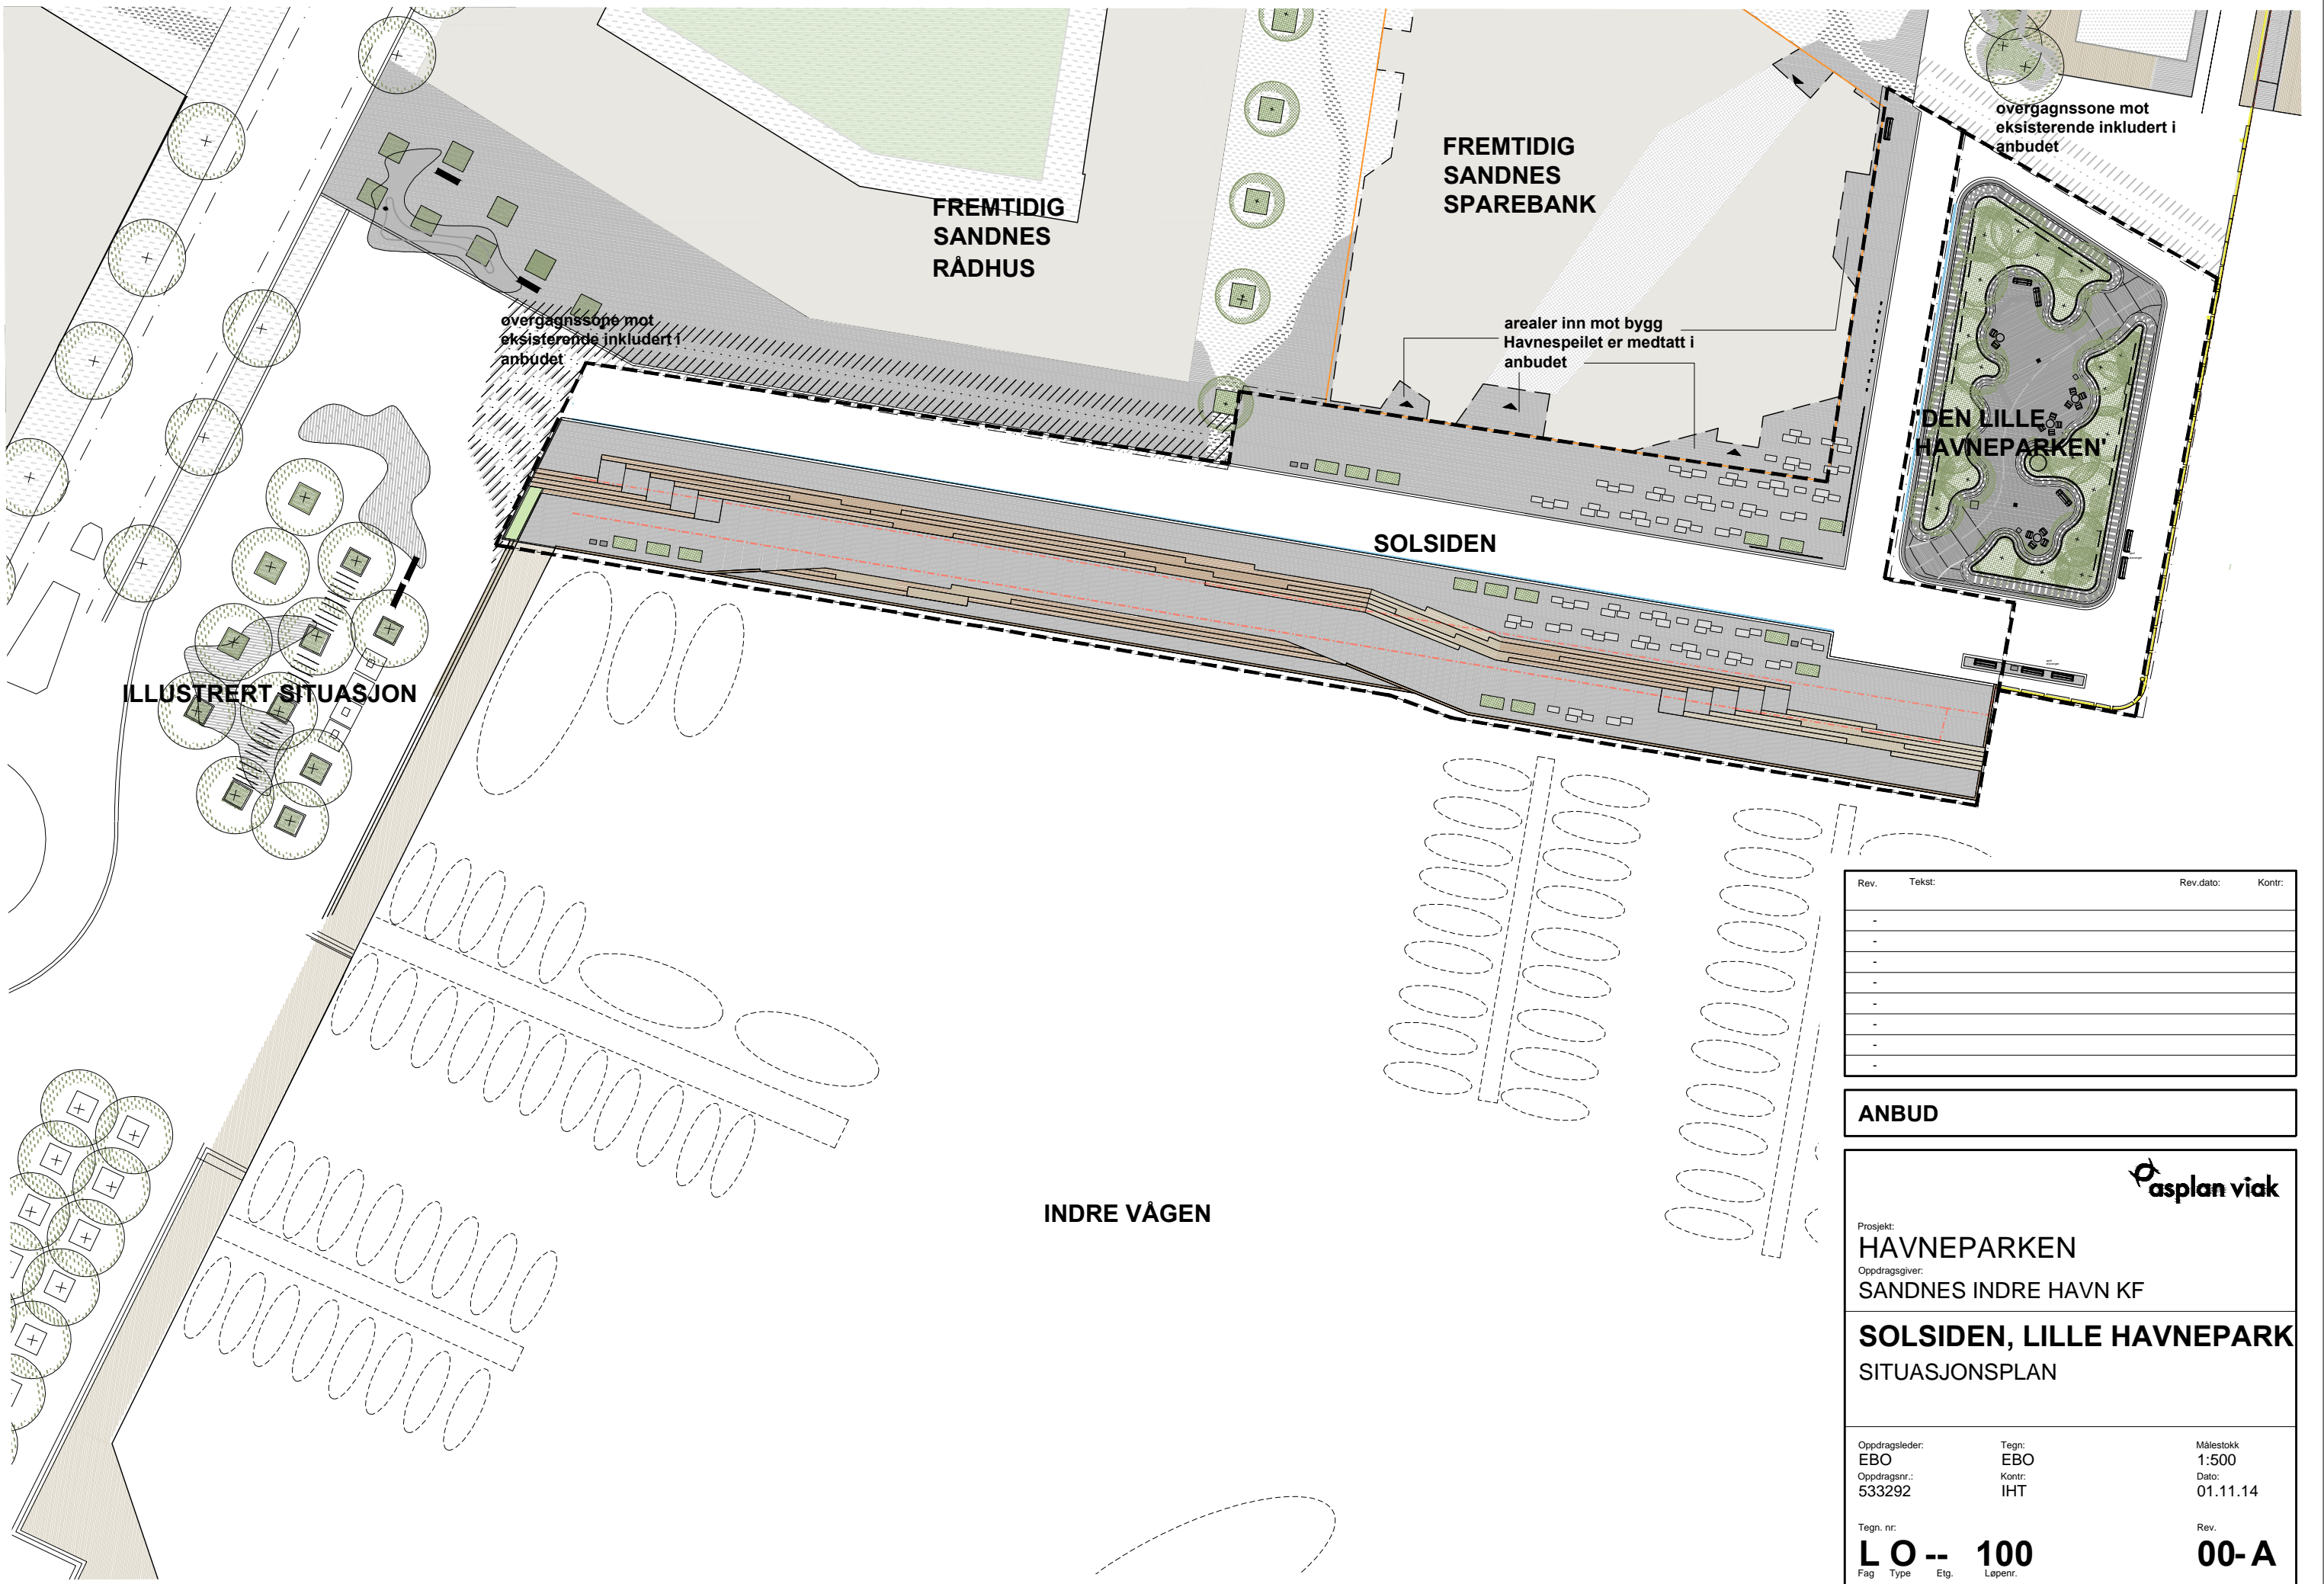 overgagnssone mot
eksisterende inkludert i
anbudet
FREMTIDIG
SANDNES
SPAREBANK
FREMTIDIG
SANDNES
RÅDHUS
overgagnssone mot
eksisterende inkludert i
anbudet
arealer inn mot bygg
Havnespeilet er medtatt i
anbudet
'DEN LILLE
HAVNEPARKEN'
SOLSIDEN
ILLUSTRERT SITUASJON
INDRE VÅGEN
Rev. Tekst: Rev.dato: Kontr:
-
-
-
-
-
-
-
-
ANBUD
asplan viak
Prosjekt:
HAVNEPARKEN
Oppdragsgiver:
SANDNES INDRE HAVN KF
SOLSIDEN, LILLE HAVNEPARK
SITUASJONSPLAN
Oppdragsleder: Tegn: Målestokk
EBO EBO 1:500
Oppdragsnr.: Kontr: Dato:
533292 IHT 01.11.14
Tegn. nr: Rev.
L O -- 100 00- A
Fag Type Etg. Løpenr.